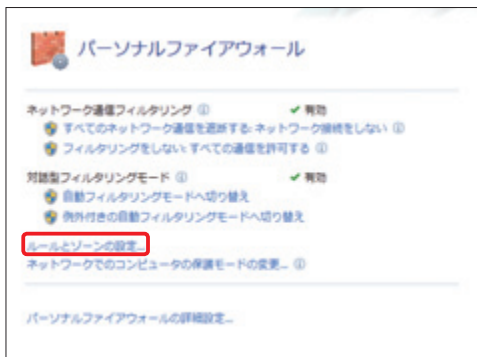 パーソナルファイアウォール
ネットワーク通信フィルタリング ✓ 有効
すべてのネットワーク通信を遮断する: ネットワーク接続をしない
フィルタリングをしない: すべての通信を許可する
対話型フィルタリングモード ✓ 有効
自動フィルタリングモードへ切り替え
例外付きの自動フィルタリングモードへ切り替え
ルールとゾーンの設定...
ネットワークでのコンピュータの保護モードの変更...
パーソナルファイアウォールの詳細設定...